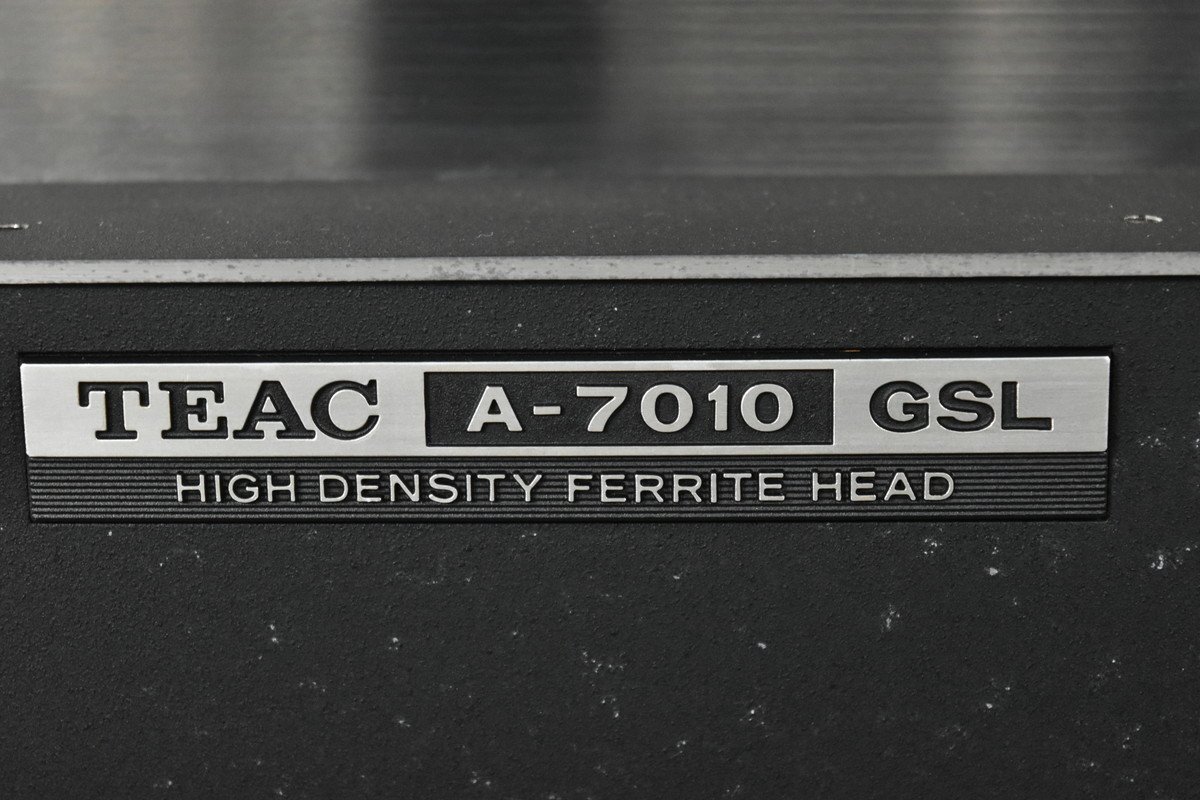 TEAC A-7010 GSL
HIGH DENSITY FERRITE HEAD